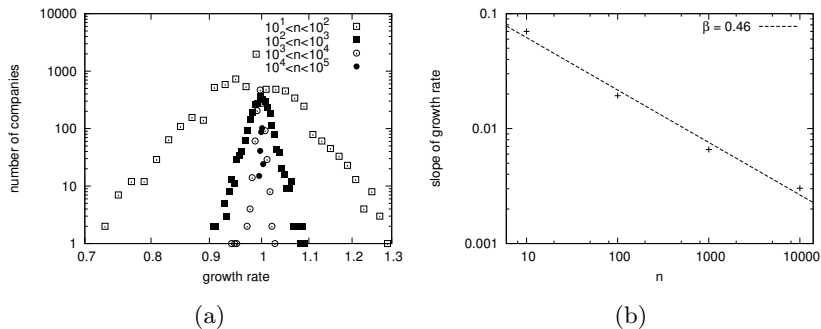 10000
1000
100
10
1
0.7
0.8
0.9
1
1.1
1.2
1.3
number of companies
growth rate
10^1<n<10^2
10^2<n<10^3
10^3<n<10^4
10^4<n<10^5
(a)
0.1
0.01
0.001
10
100
1000
10000
slope of growth rate
n
β = 0.46
(b)